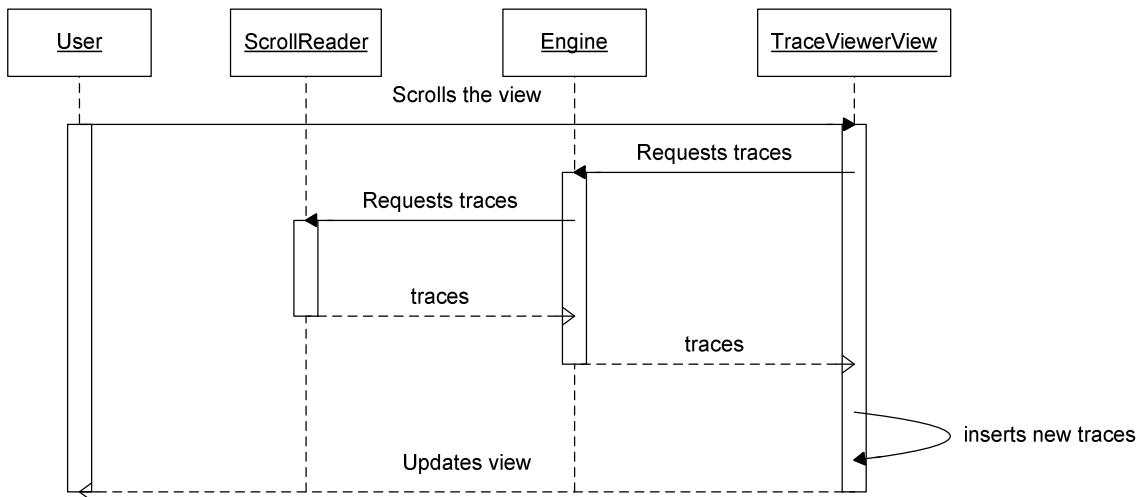 User
ScrollReader
Engine
TraceViewerView
Scrolls the view
Requests traces
Requests traces
traces
traces
inserts new traces
Updates view